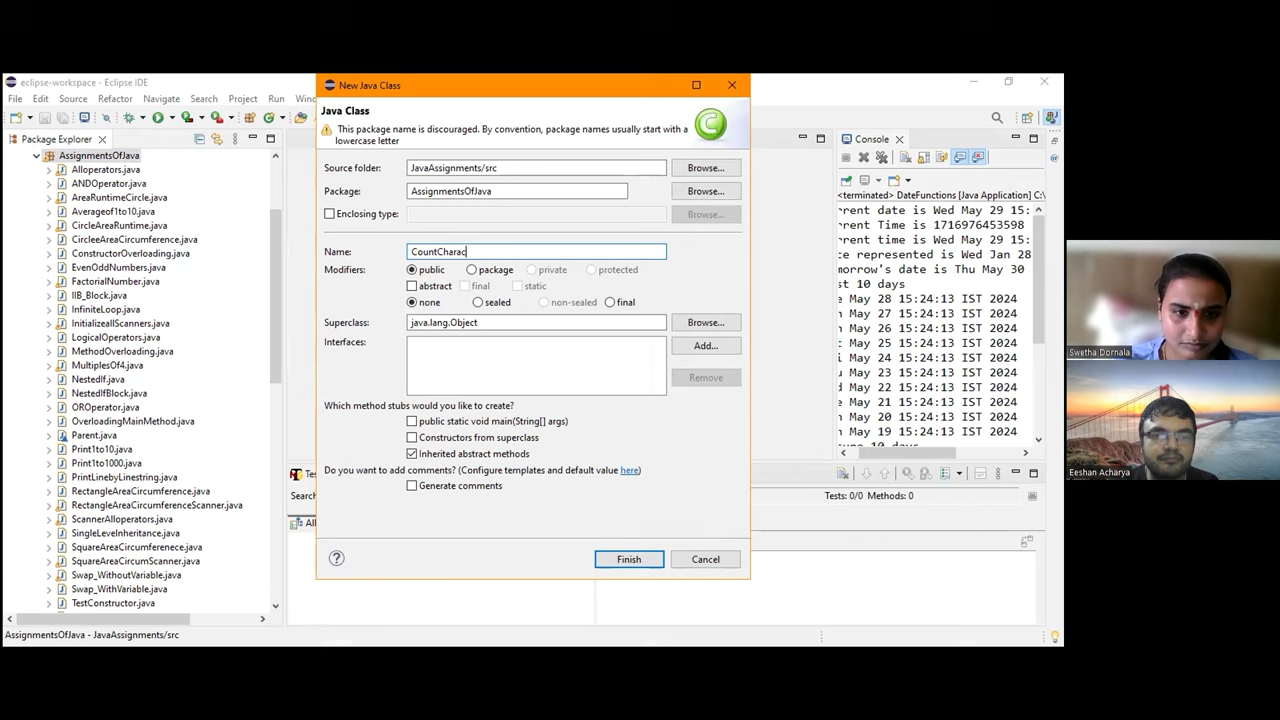 eclipse-workspace - Eclipse IDE
File Edit Source Refactor Navigate Search Project Run
Package Explorer
AssignmentsOfJava
Alloperators.java
ANDOperator.java
AreaRuntimeCircle.java
Averageof1to10.java
CircleAreaRuntime.java
CircleeAreaCircumference.java
ConstructorOverloading.java
EvenOddNumbers.java
FactorialNumber.java
IIB_Block.java
InfiniteLoop.java
InitializeallScanners.java
LogicalOperators.java
MethodOverloading.java
MultiplesOf4.java
NestedIf.java
NestedIfBlock.java
OROperator.java
OverloadingMainMethod.java
Parent.java
Print1to10.java
Print1to1000.java
PrintLinebyLinestring.java
RectangleAreaCircumference.java
RectangleAreaCircumferenceScanner.java
ScannerAlloperators.java
SingleLevelInheritance.java
SquareAreaCircumferenece.java
SquareAreaCircumScanner.java
Swap_WithoutVariable.java
Swap_WithVariable.java
TestConstructor.java
AssignmentsOfJava - JavaAssignments/src
New Java Class
Java Class
This package name is discouraged. By convention, package names usually start with a
lowercase letter
Source folder: JavaAssignments/src Browse...
Package: AssignmentsOfJava Browse...
Enclosing type: Browse...
Name: CountCharac
Modifiers: public package private protected
abstract final static
none sealed non-sealed final
Superclass: java.lang.Object Browse...
Interfaces: Add...
Remove
Which method stubs would you like to create?
public static void main(String[] args)
Constructors from superclass
Inherited abstract methods
Do you want to add comments? (Configure templates and default value here)
Generate comments
? Finish Cancel
Console
<terminated> DateFunctions [Java Application] C:\
rrent date is Wed May 29 15:
rrent Time is 1716976453598
rrent time is Wed May 29 15:
ce represented is Wed Jan 28
morrow's date is Thu May 30
st 10 days
e May 28 15:24:13 IST 2024
May 27 15:24:13 IST 2024
May 26 15:24:13 IST 2024
May 25 15:24:13 IST 2024
May 24 15:24:13 IST 2024
u May 23 15:24:13 IST 2024
d May 22 15:24:13 IST 2024
e May 21 15:24:13 IST 2024
n May 20 15:24:13 IST 2024
n May 19 15:24:13 IST 2024
ture 10 days
Tests: 0/0 Methods: 0
Swetha Dornala
Eeshan Acharya